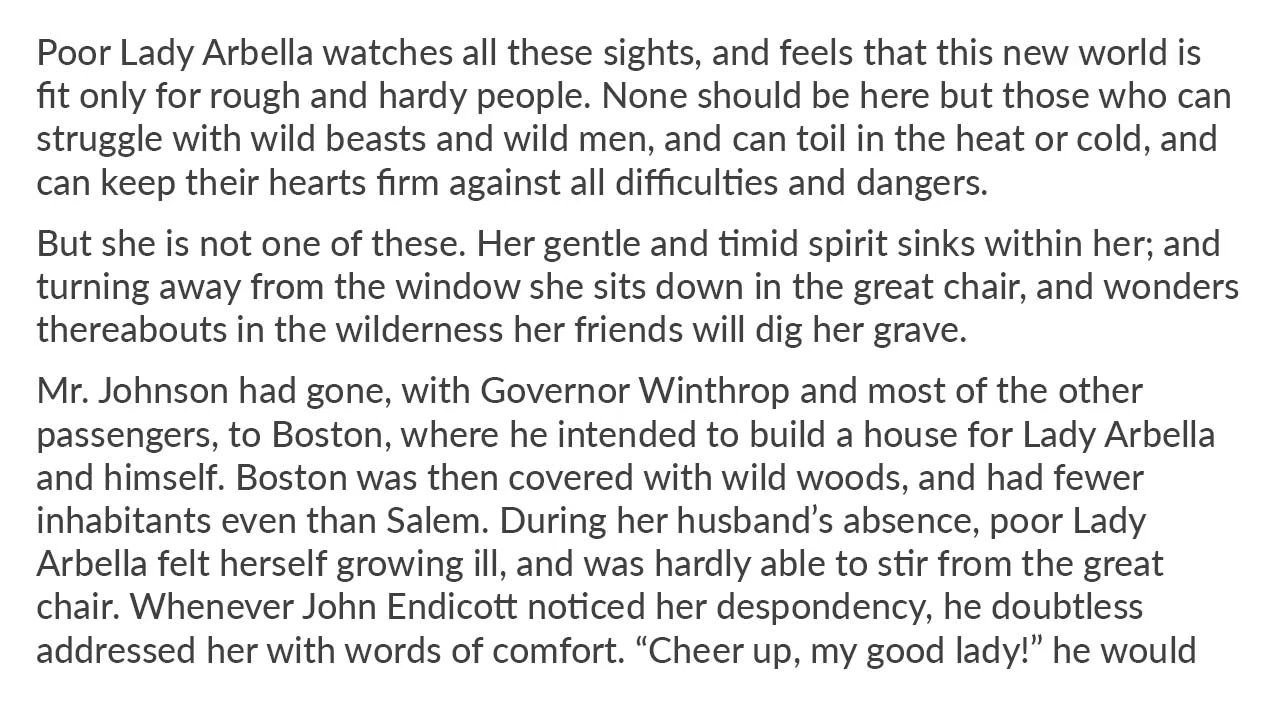 Poor Lady Arbella watches all these sights, and feels that this new world is
fit only for rough and hardy people. None should be here but those who can
struggle with wild beasts and wild men, and can toil in the heat or cold, and
can keep their hearts firm against all difficulties and dangers.
But she is not one of these. Her gentle and timid spirit sinks within her; and
turning away from the window she sits down in the great chair, and wonders
thereabouts in the wilderness her friends will dig her grave.
Mr. Johnson had gone, with Governor Winthrop and most of the other
passengers, to Boston, where he intended to build a house for Lady Arbella
and himself. Boston was then covered with wild woods, and had fewer
inhabitants even than Salem. During her husband’s absence, poor Lady
Arbella felt herself growing ill, and was hardly able to stir from the great
chair. Whenever John Endicott noticed her despondency, he doubtless
addressed her with words of comfort. “Cheer up, my good lady!” he would